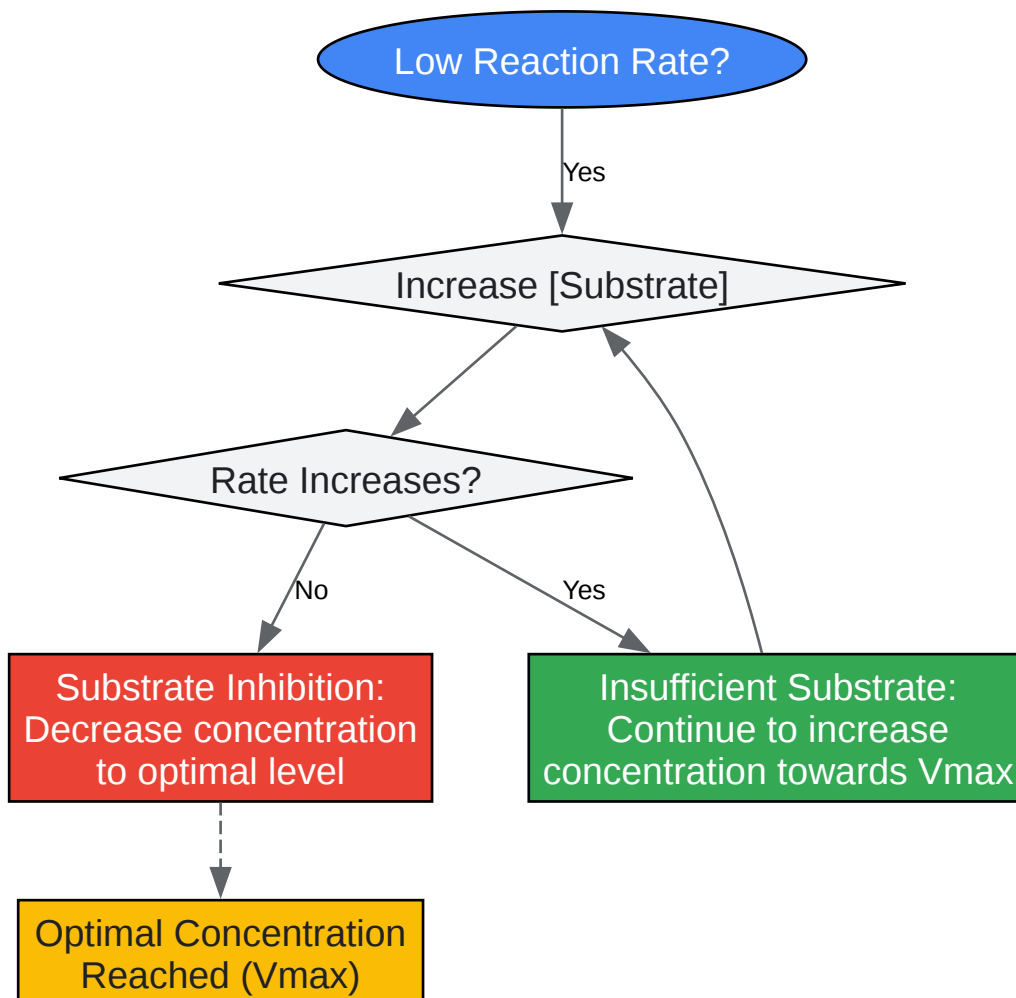 Low Reaction Rate?
Yes
Increase [Substrate]
Rate Increases?
No
Yes
Substrate Inhibition:
Decrease concentration
to optimal level
Insufficient Substrate:
Continue to increase
concentration towards Vmax
Optimal Concentration
Reached (Vmax)